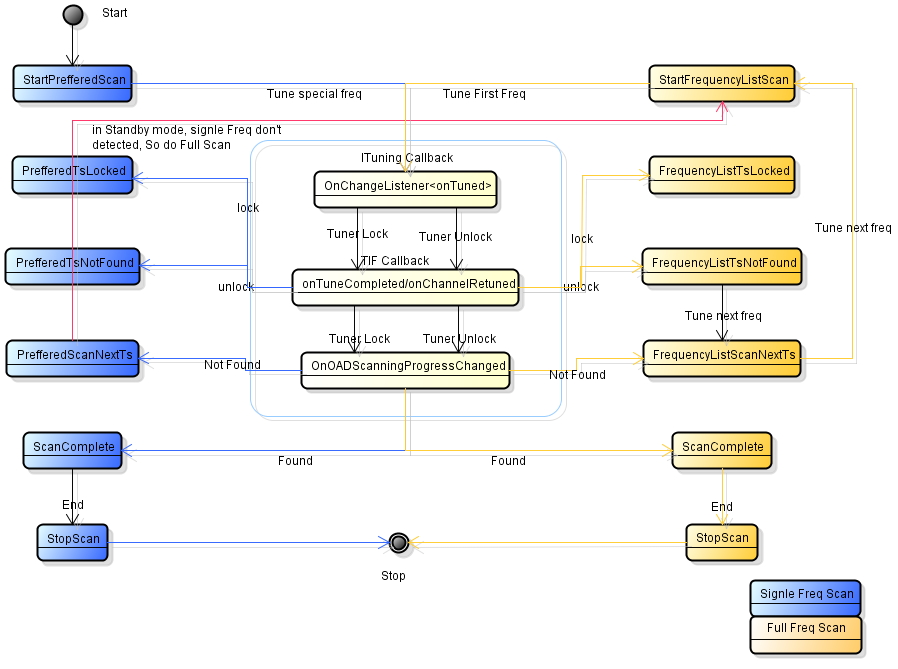 Start
StartPrefferedScan
StartFrequencyListScan
Tune special freq
Tune First Freq
in Standby mode, signle Freq don't
detected, So do Full Scan
ITuning Callback
PrefferedTsLocked
OnChangeListener<onTuned>
FrequencyListTsLocked
lock
Tuner Lock
Tuner Unlock
lock
Tune next freq
PrefferedTsNotFound
TIF Callback
FrequencyListTsNotFound
unlock
onTuneCompleted/onChannelRetuned
unlock
Tune next freq
Tuner Lock
Tuner Unlock
PrefferedScanNextTs
Not Found
OnOADScanningProgressChanged
Not Found
FrequencyListScanNextTs
ScanComplete
Found
Found
ScanComplete
End
End
StopScan
StopScan
Stop
Signle Freq Scan
Full Freq Scan